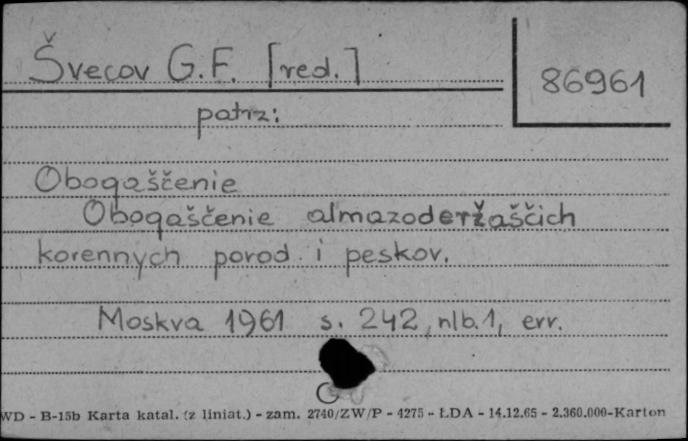 Švecov G.F. [red.]
86961
patrz:
Obogaščenie
Obogaščenie almazoderžaščich
korennych porod i peskov.
Moskva 1961 s. 242, nlb.1, err.
WD - B-15b Karta katal. (z liniat.) - zam. 2740/ZW/P - 4275 - ŁDA - 14.12.65 - 2.360.000-Karton